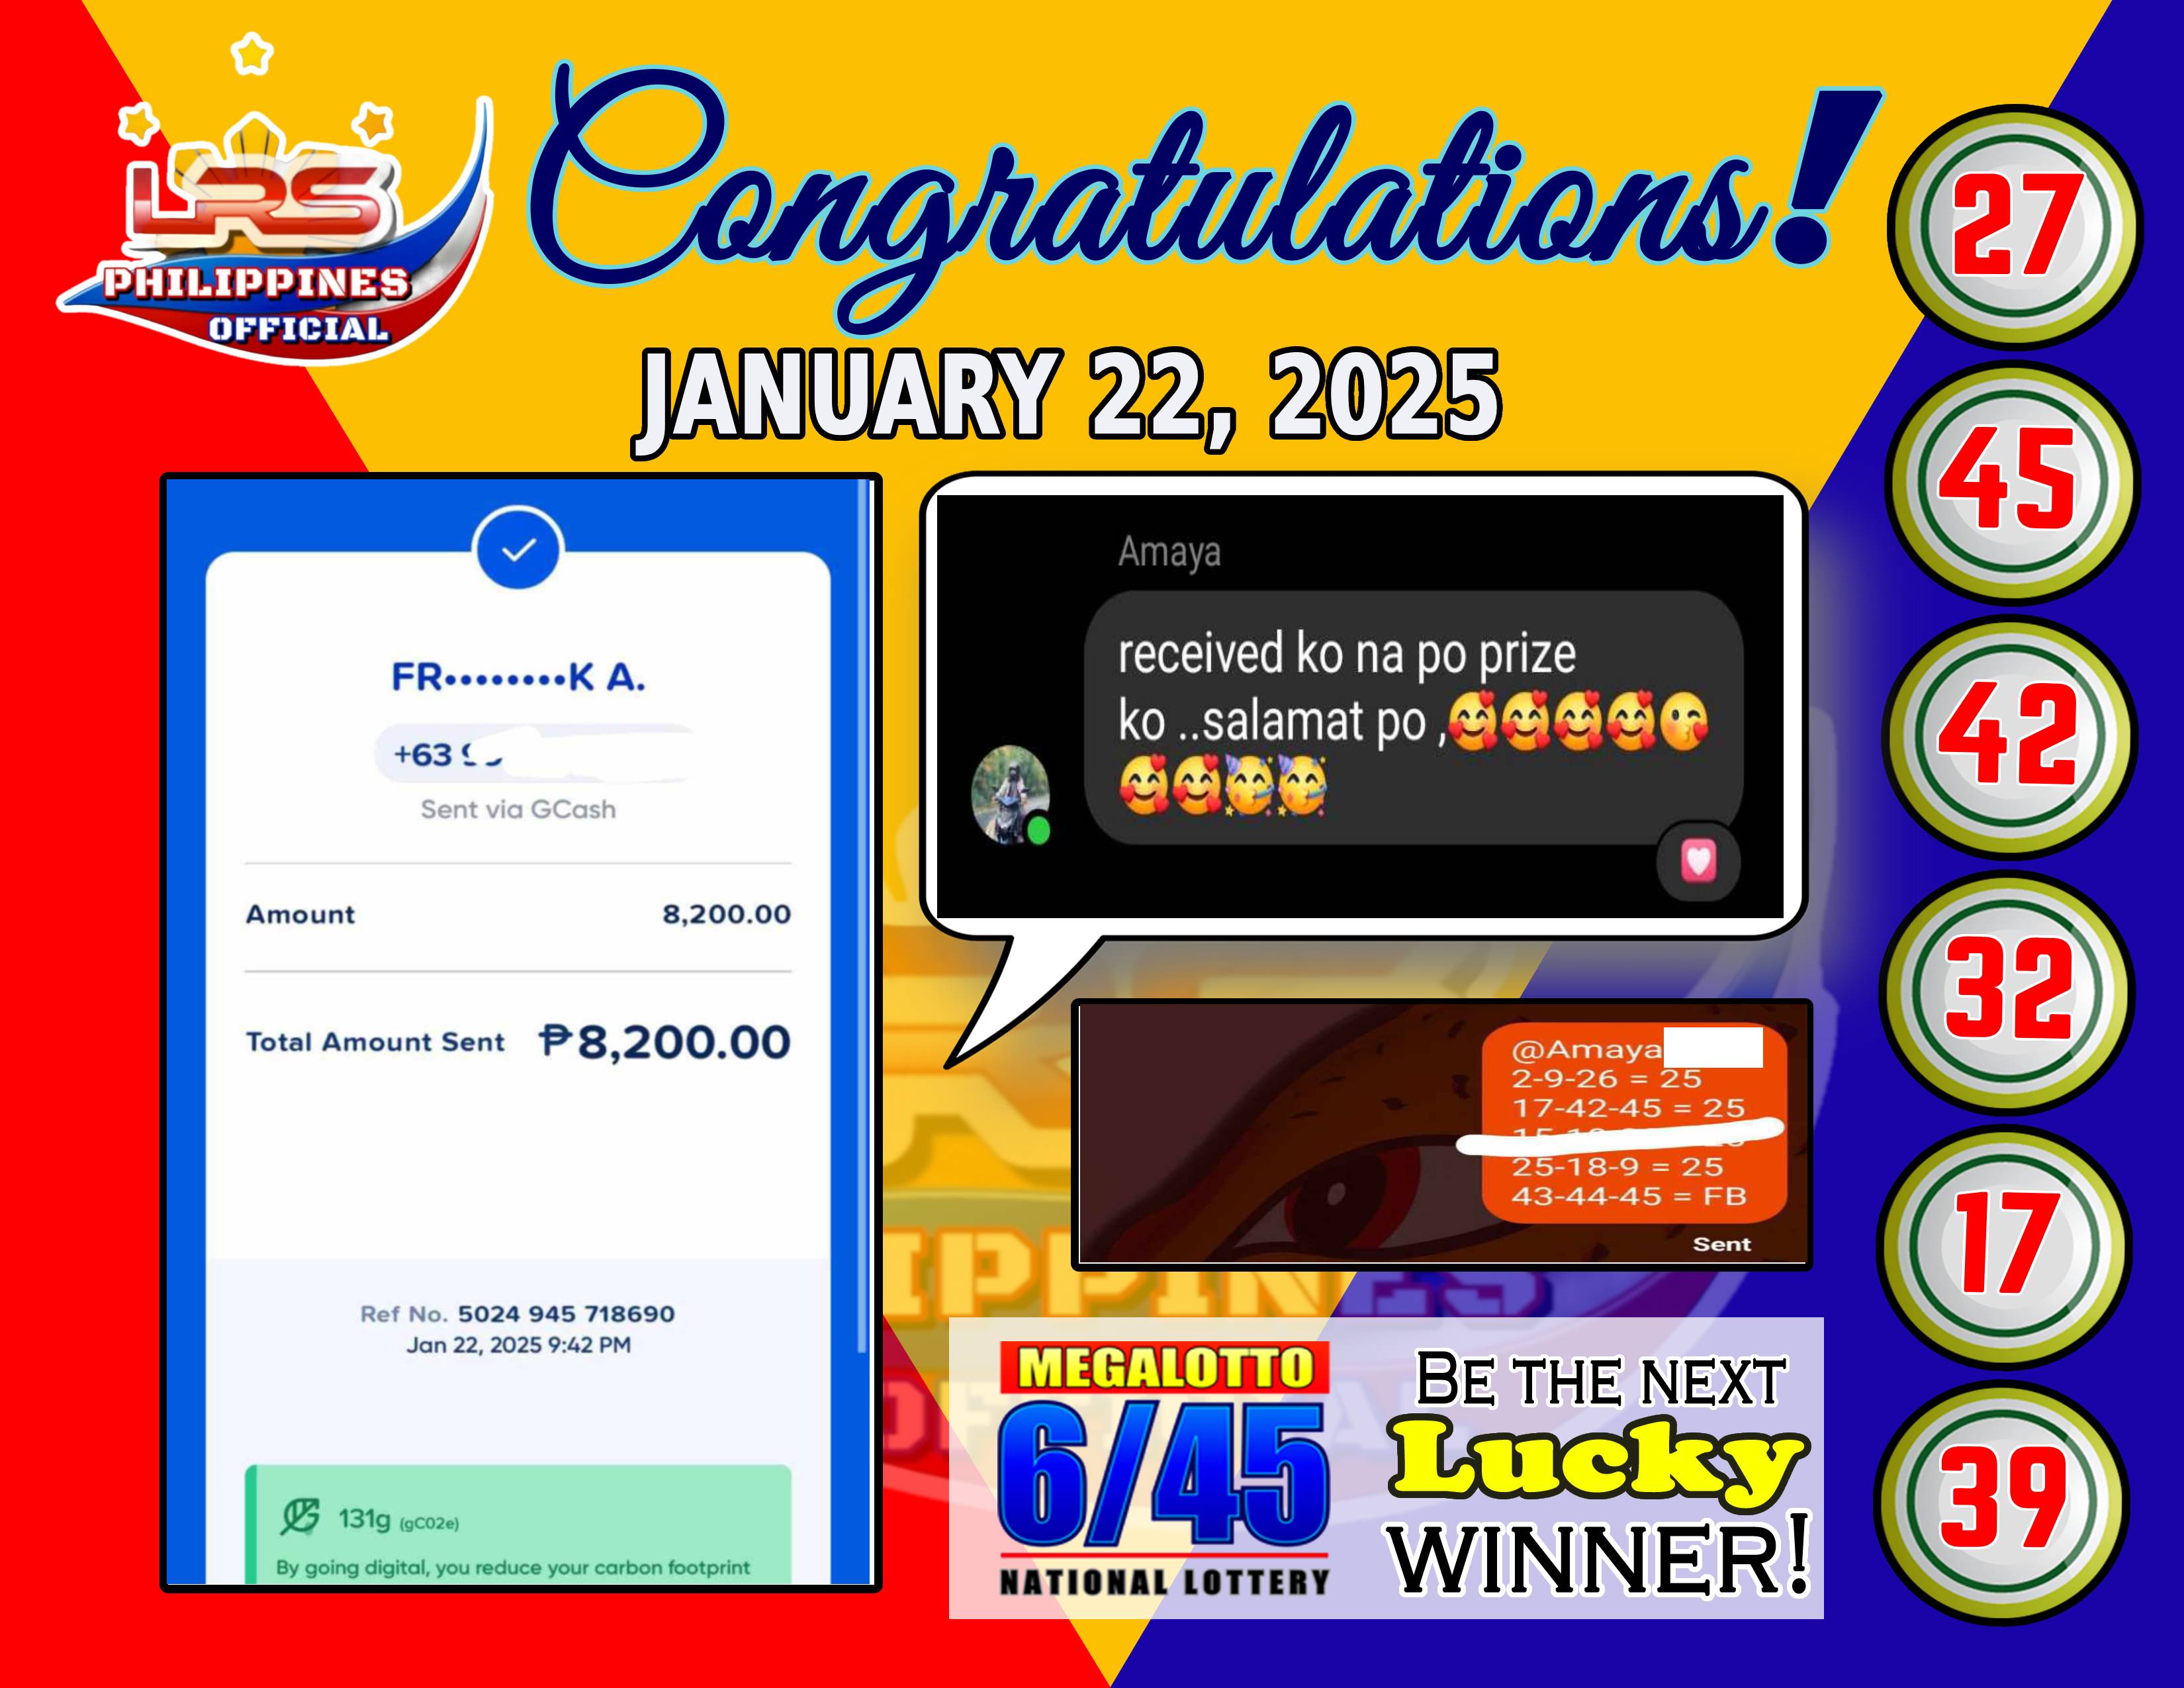 LRS
PHILIPPINES
OFFICIAL
Congratulations!
JANUARY 22, 2025
FR••••••••K A.
+63 9
Sent via GCash
Amount 8,200.00
Total Amount Sent ₱8,200.00
Ref No. 5024 945 718690
Jan 22, 2025 9:42 PM
131g (gCO2e)
By going digital, you reduce your carbon footprint
Amaya
received ko na po prize
ko ..salamat po ,🥰🥰🥰🥰😘
🥰🥰🥳🥳
@Amaya
2-9-26 = 25
17-42-45 = 25
25-18-9 = 25
43-44-45 = FB
Sent
MEGALOTTO
6/45
NATIONAL LOTTERY
BE THE NEXT
Lucky
WINNER!
27
45
42
32
17
39